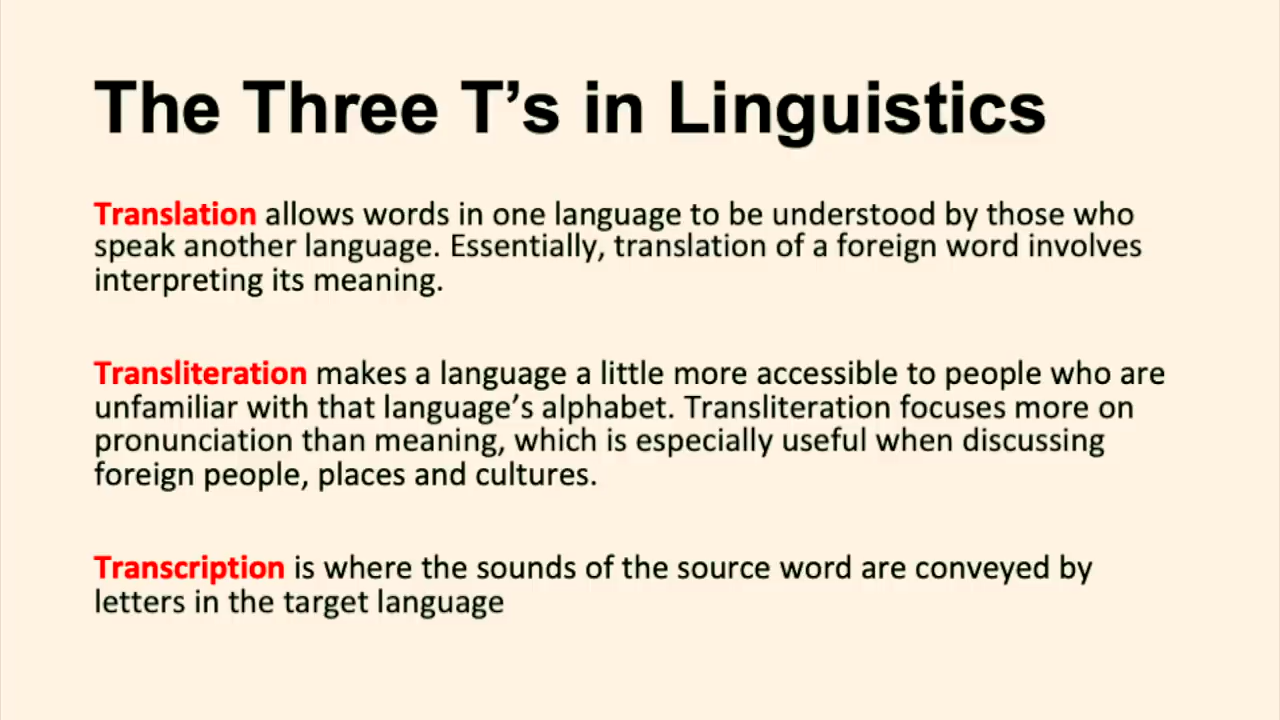 The Three T’s in Linguistics
Translation allows words in one language to be understood by those who
speak another language. Essentially, translation of a foreign word involves
interpreting its meaning.
Transliteration makes a language a little more accessible to people who are
unfamiliar with that language’s alphabet. Transliteration focuses more on
pronunciation than meaning, which is especially useful when discussing
foreign people, places and cultures.
Transcription is where the sounds of the source word are conveyed by
letters in the target language